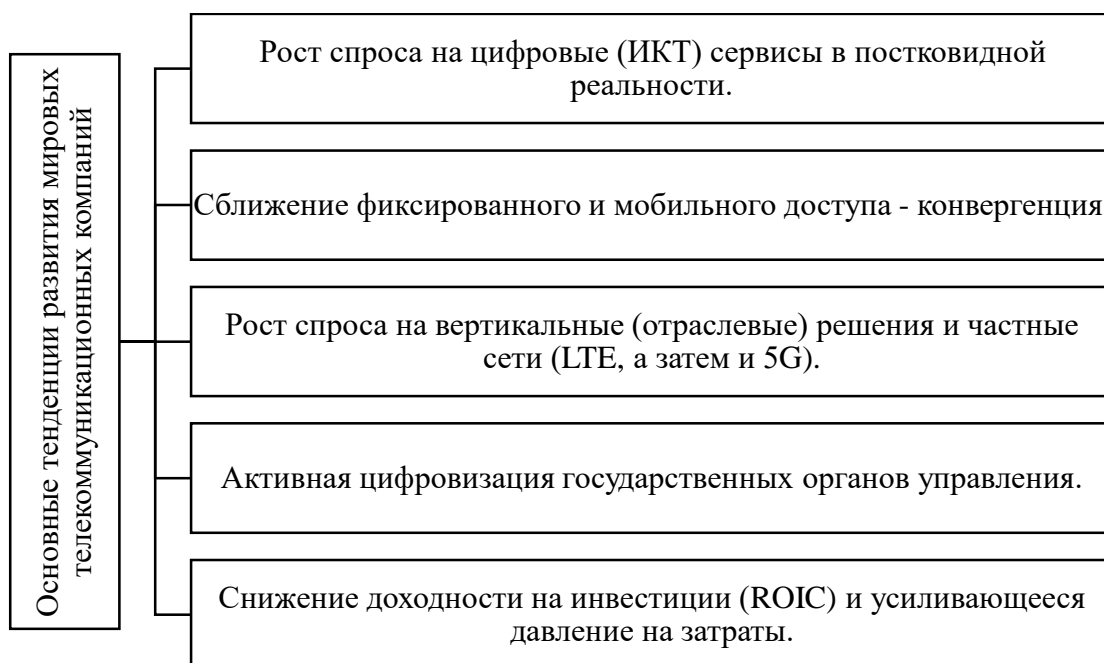 Основные тенденции развития мировых
телекоммуникационных компаний
Рост спроса на цифровые (ИКТ) сервисы в постковидной
реальности.
Сближение фиксированного и мобильного доступа - конвергенция
Рост спроса на вертикальные (отраслевые) решения и частные
сети (LTE, а затем и 5G).
Активная цифровизация государственных органов управления.
Снижение доходности на инвестиции (ROIC) и усиливающееся
давление на затраты.